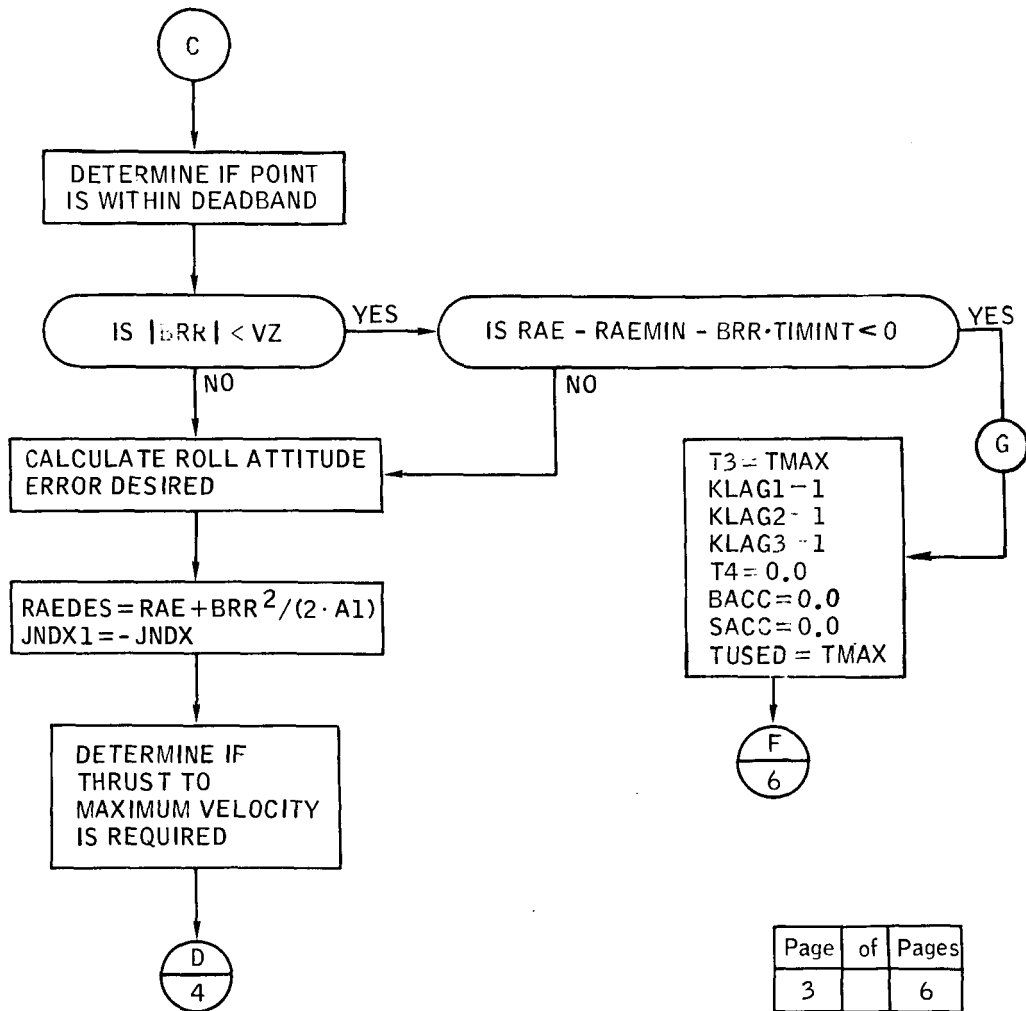 C
DETERMINE IF POINT
IS WITHIN DEADBAND
IS |BRR| < VZ
YES
IS RAE - RAEMIN - BRR·TIMINT < 0
YES
NO
NO
G
CALCULATE ROLL ATTITUDE
ERROR DESIRED
T3 = TMAX
KLAG1 - 1
KLAG2 - 1
KLAG3 - 1
T4 = 0.0
BACC = 0.0
SACC = 0.0
TUSED = TMAX
RAEDES = RAE + BRR²/(2·A1)
JNDX1 = -JNDX
DETERMINE IF
THRUST TO
MAXIMUM VELOCITY
IS REQUIRED
F
6
D
4
Page of Pages
3 6